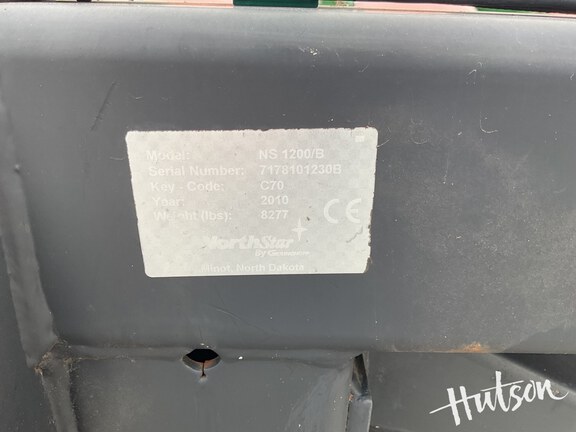 Model: NS 1200/B
Serial Number: 7178101230B
Key - Code: C70
Year: 2010
Weight (lbs): 8277
CE
NorthStar
By Geringhoff
Minot, North Dakota
Hutson